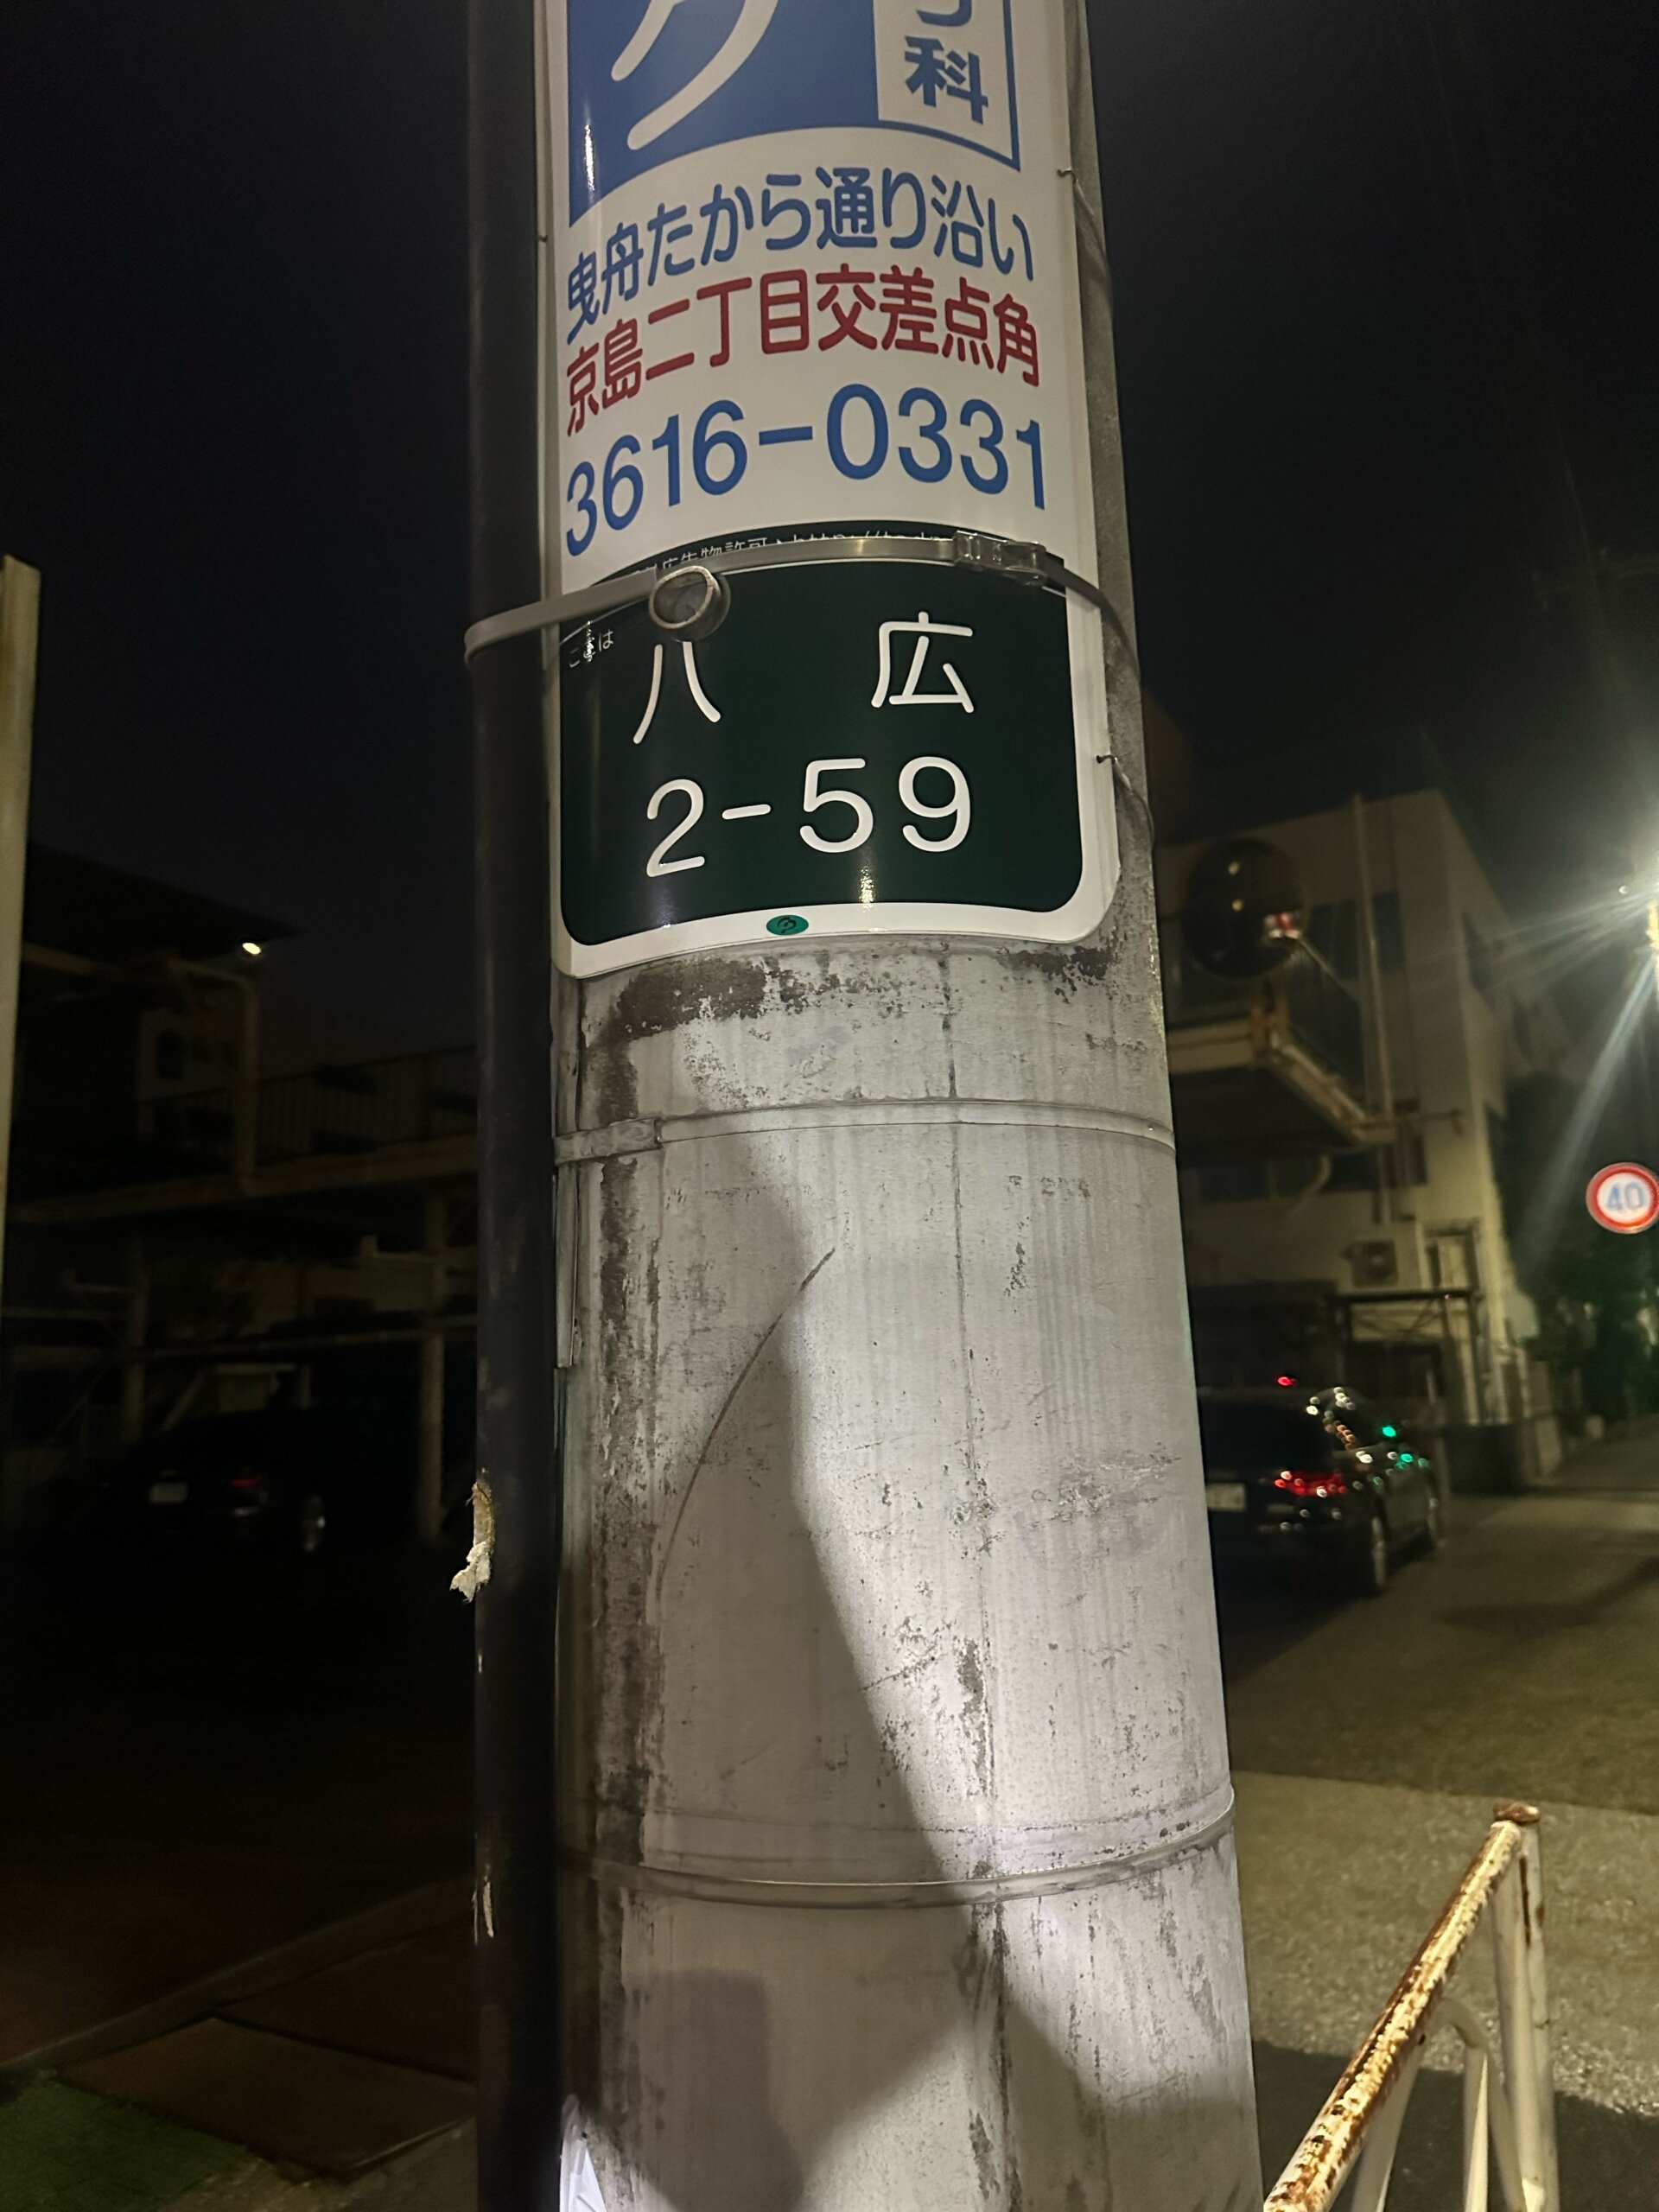 ク
科
曳舟たから通り沿い
京島二丁目交差点角
3616-0331
ここは
八 広
2-59
40